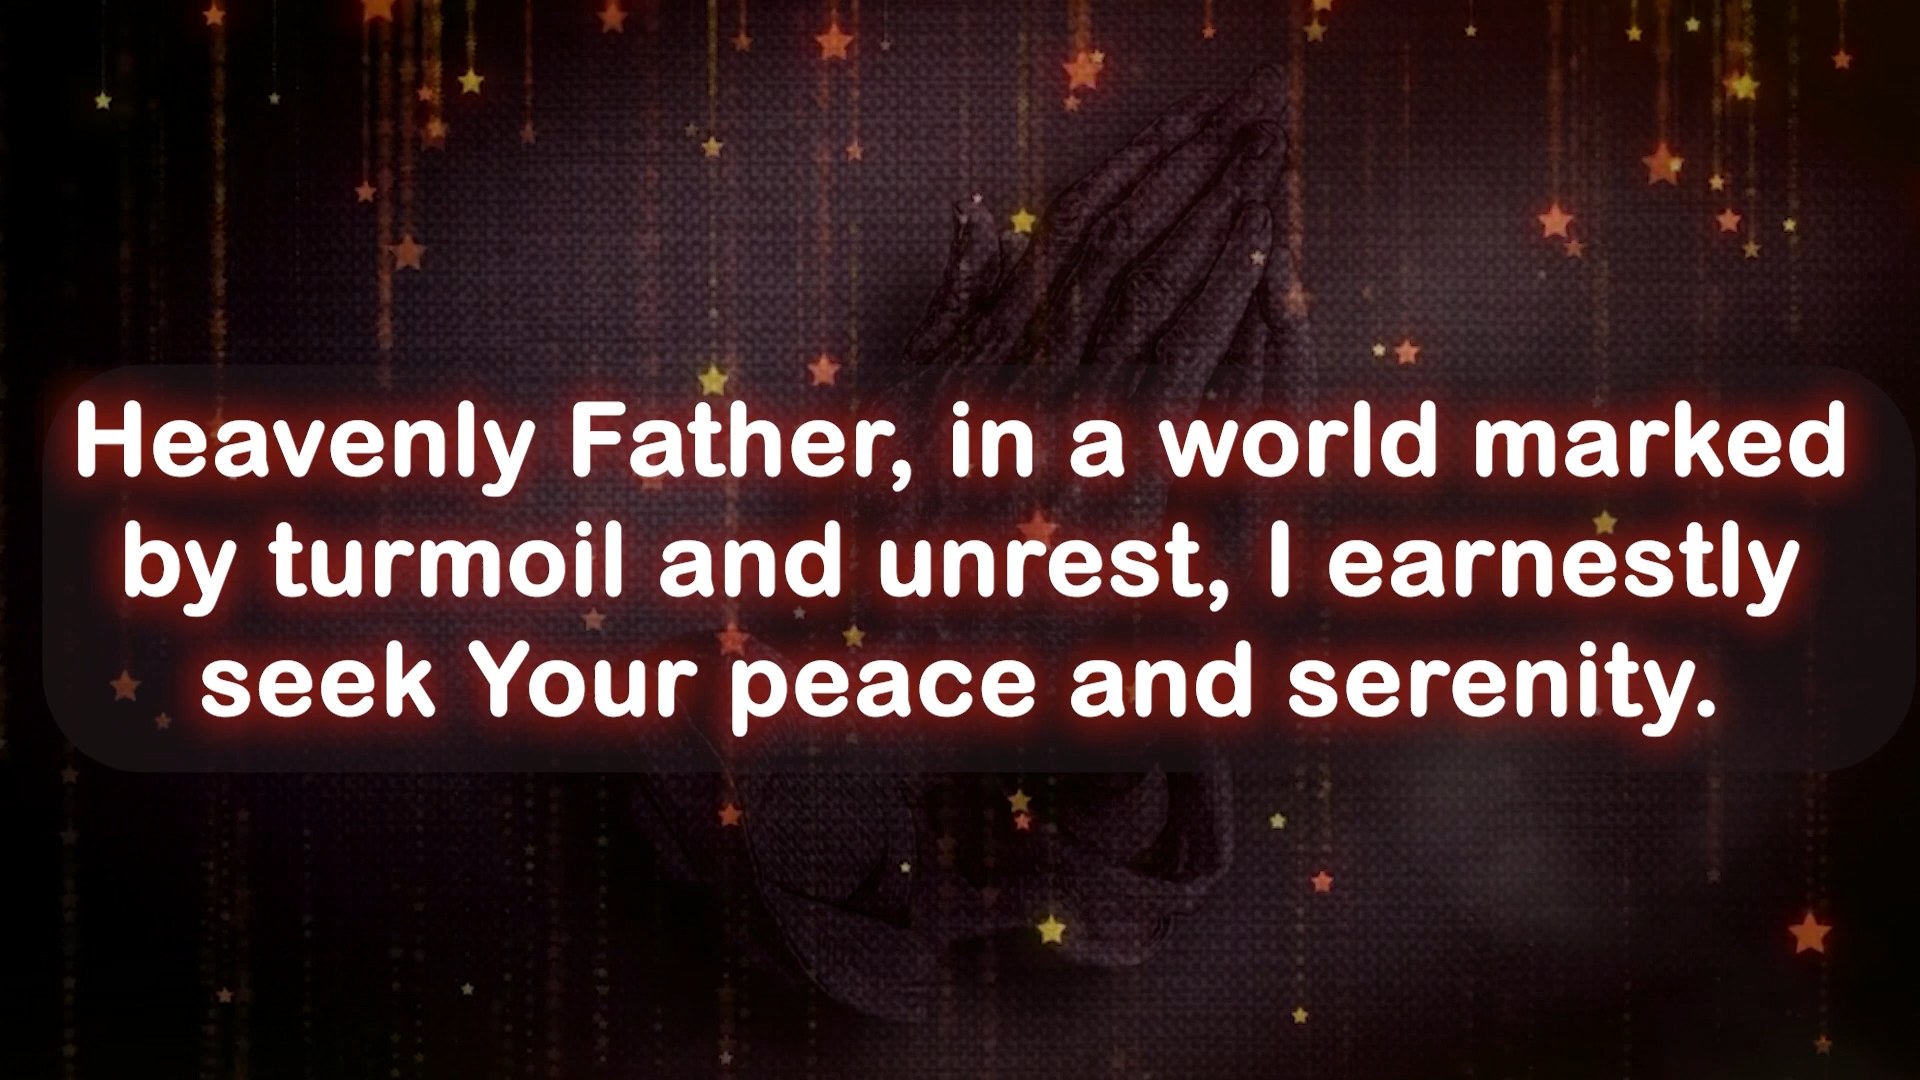 Heavenly Father, in a world marked
by turmoil and unrest, I earnestly
seek Your peace and serenity.